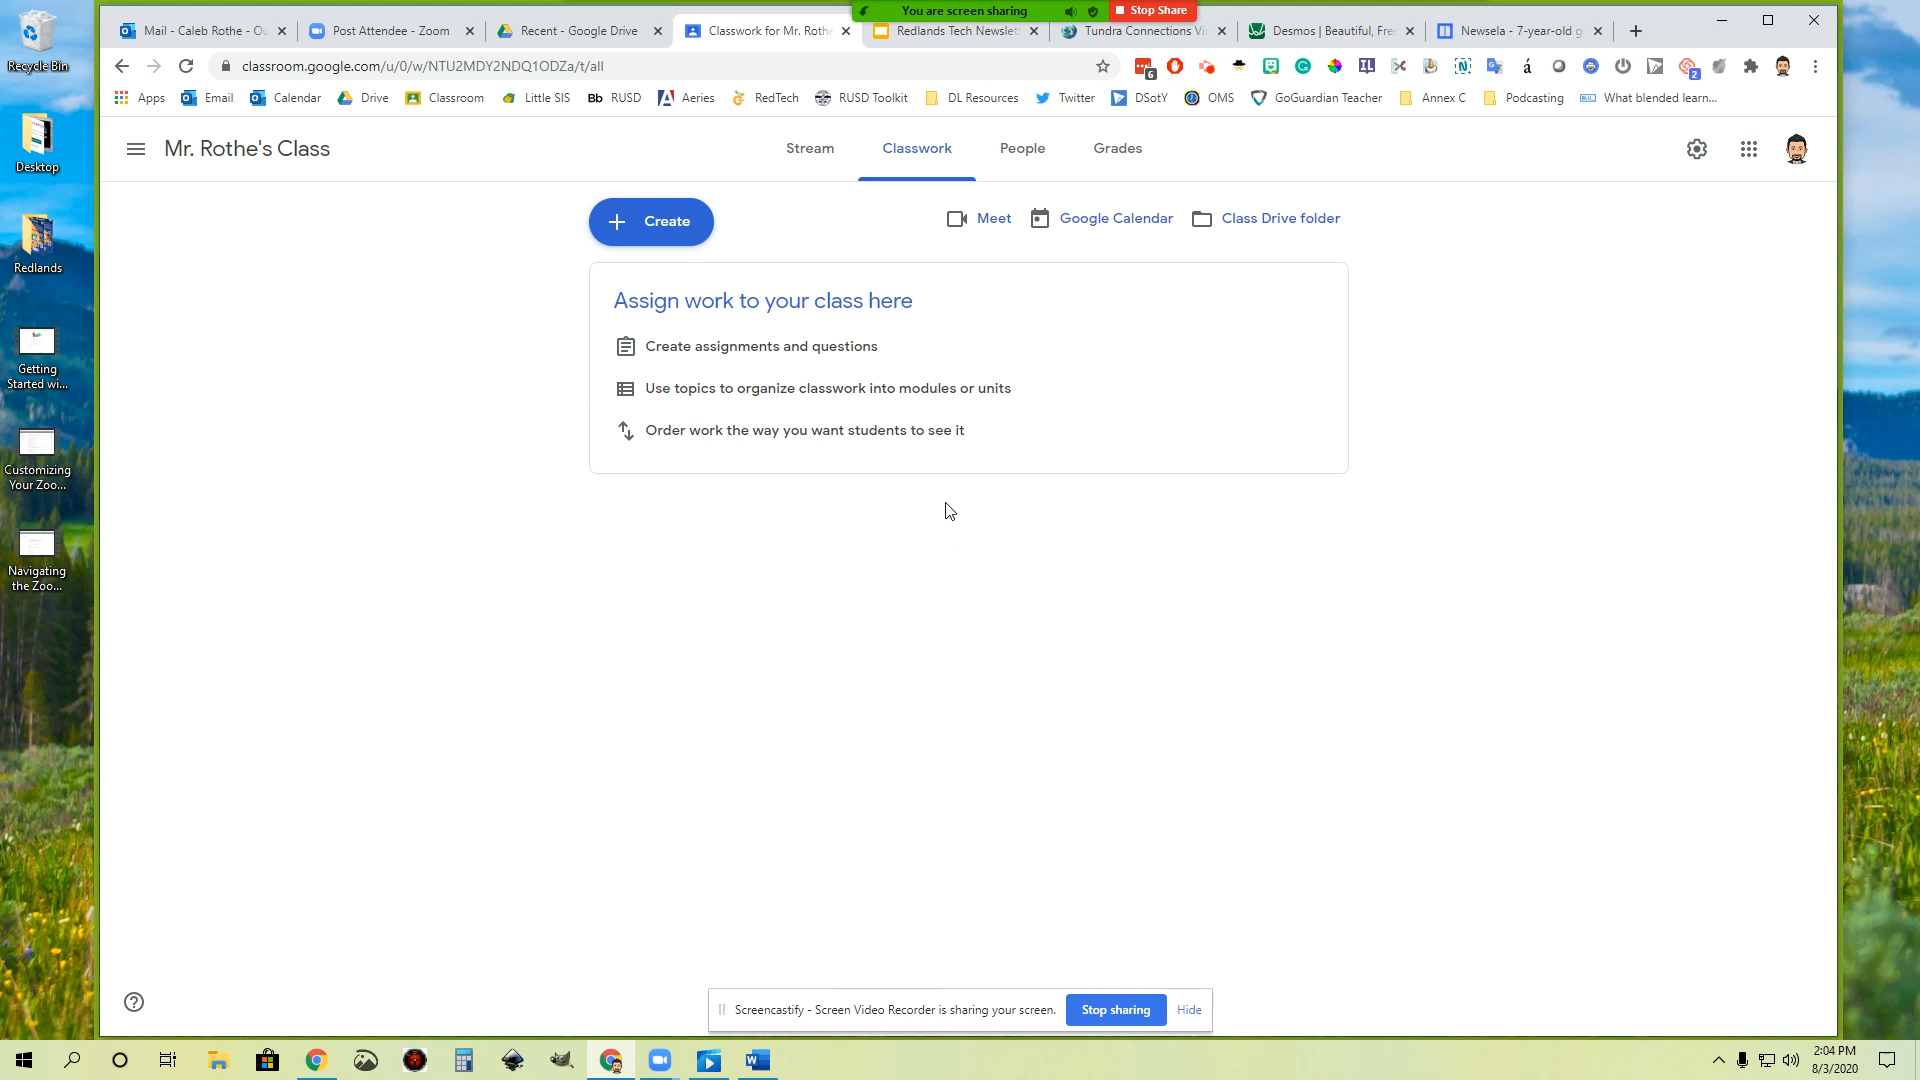 You are screen sharing
Stop Share
Mail - Caleb Rothe - Ou
Post Attendee - Zoom
Recent - Google Drive
Classwork for Mr. Rothe
Redlands Tech Newslet
Tundra Connections Vi
Desmos | Beautiful, Fre
Newsela - 7-year-old g
classroom.google.com/u/0/w/NTU2MDY2NDQ1ODZa/t/all
6
2
Apps
Email
Calendar
Drive
Classroom
Little SIS
Bb RUSD
Aeries
RedTech
RUSD Toolkit
DL Resources
Twitter
DSotY
OMS
GoGuardian Teacher
Annex C
Podcasting
What blended learn...
Mr. Rothe's Class
Stream
Classwork
People
Grades
Create
Meet
Google Calendar
Class Drive folder
Assign work to your class here
Create assignments and questions
Use topics to organize classwork into modules or units
Order work the way you want students to see it
Recycle Bin
Desktop
Redlands
Getting
Started wi...
Customizing
Your Zoo...
Navigating
the Zoo...
Screencastify - Screen Video Recorder is sharing your screen.
Stop sharing
Hide
2:04 PM
8/3/2020